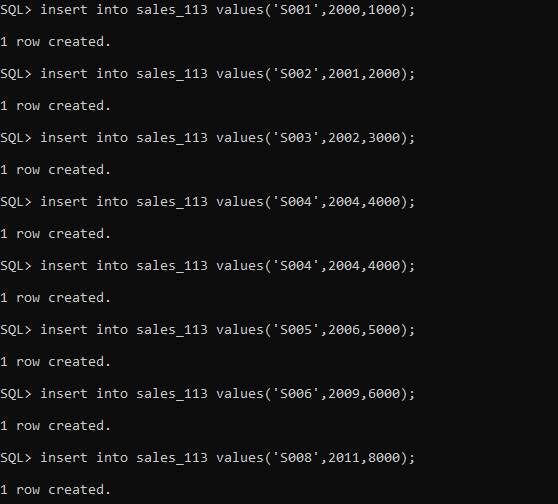 SQL> insert into sales_113 values('S001',2000,1000);
1 row created.
SQL> insert into sales_113 values('S002',2001,2000);
1 row created.
SQL> insert into sales_113 values('S003',2002,3000);
1 row created.
SQL> insert into sales_113 values('S004',2004,4000);
1 row created.
SQL> insert into sales_113 values('S004',2004,4000);
1 row created.
SQL> insert into sales_113 values('S005',2006,5000);
1 row created.
SQL> insert into sales_113 values('S006',2009,6000);
1 row created.
SQL> insert into sales_113 values('S008',2011,8000);
1 row created.